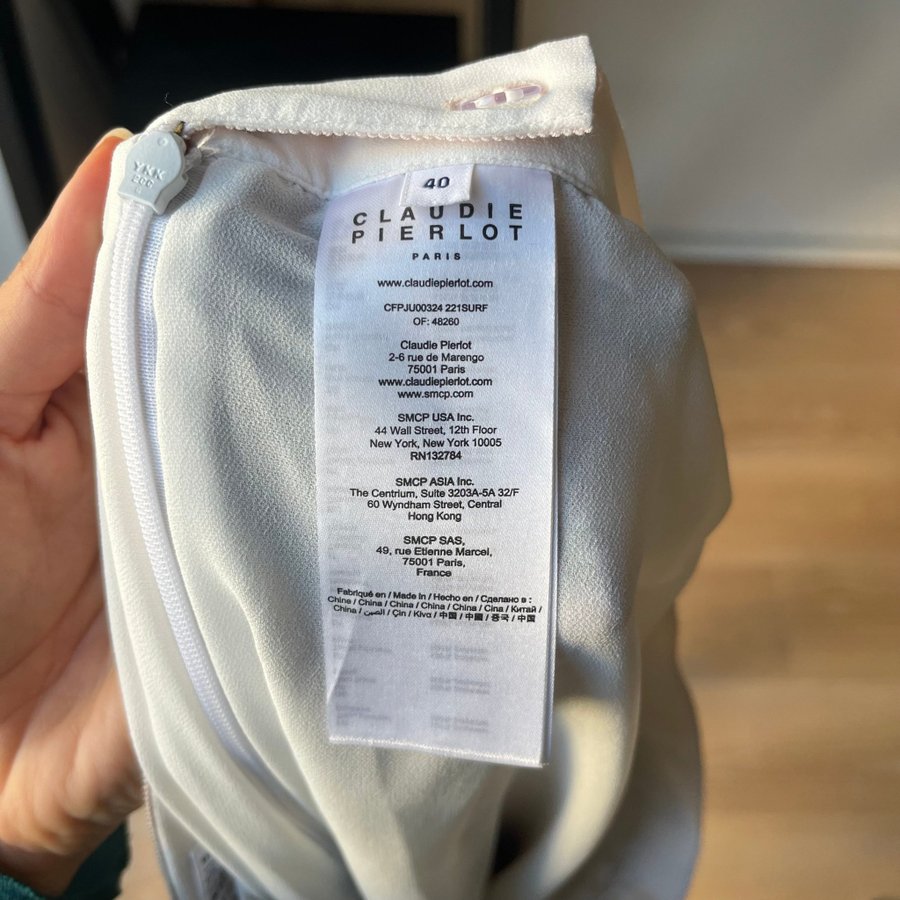 YKK
40
CLAUDIE
PIERLOT
PARIS
www.claudiepierlot.com
CFPJU00324 221SURF
OF: 48260
Claudie Pierlot
2-6 rue de Marengo
75001 Paris
www.claudiepierlot.com
www.smcp.com
SMCP USA Inc.
44 Wall Street, 12th Floor
New York, New York 10005
RN132784
SMCP ASIA Inc.
The Centrium, Suite 3203A-5A 32/F
60 Wyndham Street, Central
Hong Kong
SMCP SAS,
49, rue Etienne Marcel,
75001 Paris,
France
Fabriqué en / Made in / Hecho en / Сделано в :
China / China / China / China / China / Cina / Китай /
China / الصين / Çin / Kίνα / 中国 / 中國 / 중국 / 中国